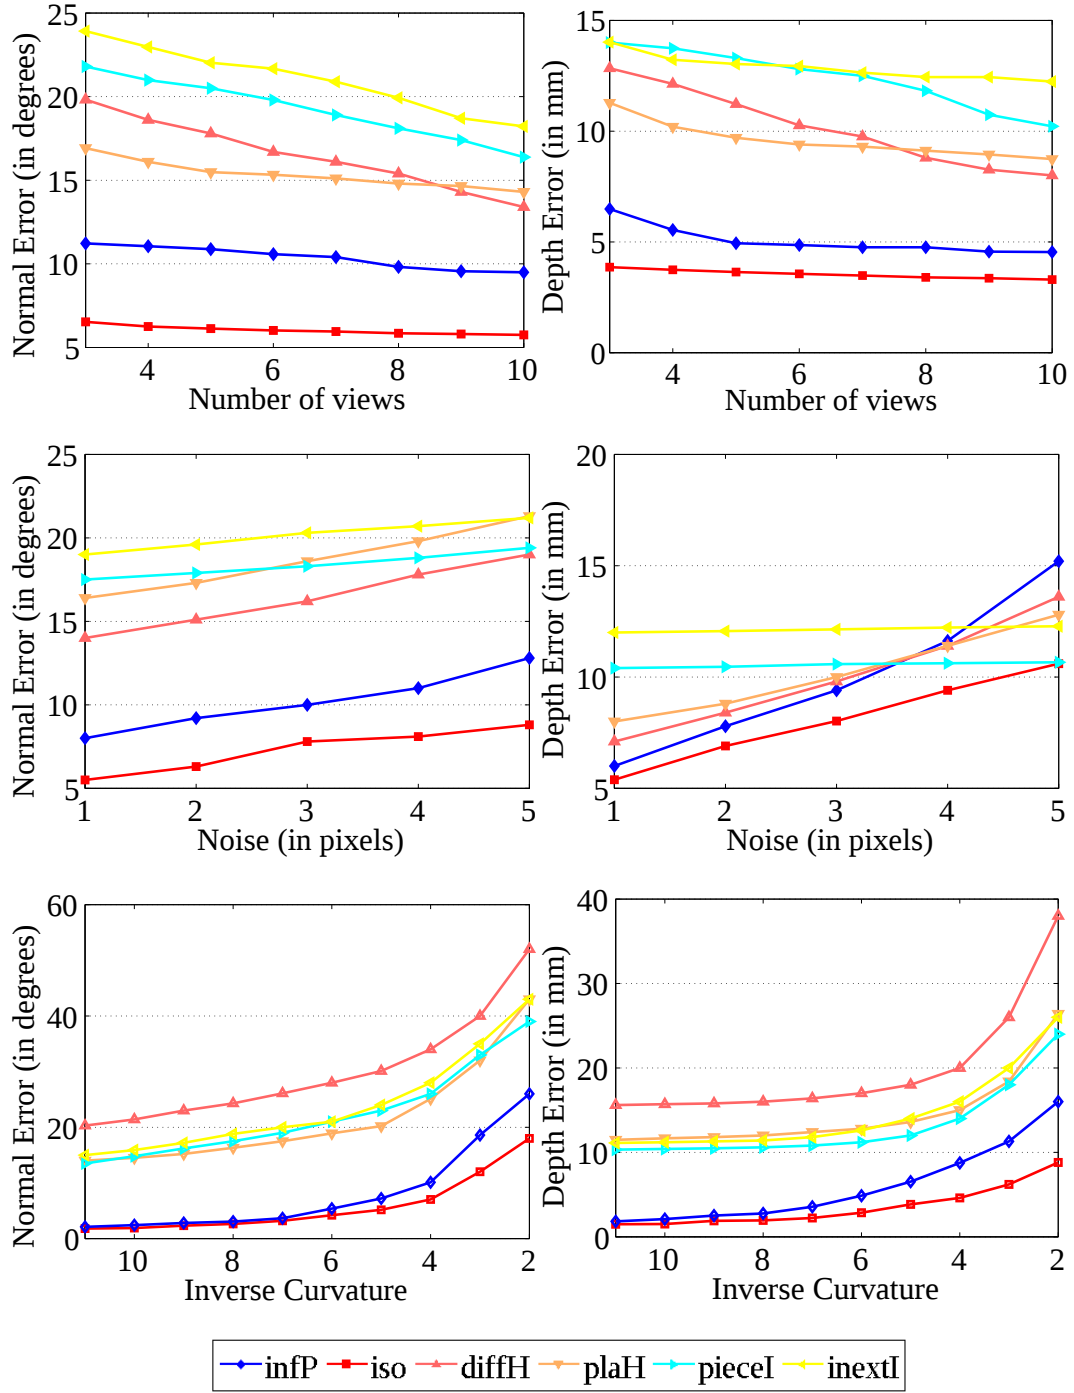 25
20
15
10
5
4 6 8 10
Normal Error (in degrees)
Number of views
15
10
5
0
4 6 8 10
Depth Error (in mm)
Number of views
25
20
15
10
5
1 2 3 4 5
Normal Error (in degrees)
Noise (in pixels)
20
15
10
5
1 2 3 4 5
Depth Error (in mm)
Noise (in pixels)
60
40
20
0
10 8 6 4 2
Normal Error (in degrees)
Inverse Curvature
40
30
20
10
0
10 8 6 4 2
Depth Error (in mm)
Inverse Curvature
infP iso diffH plaH pieceI inextI